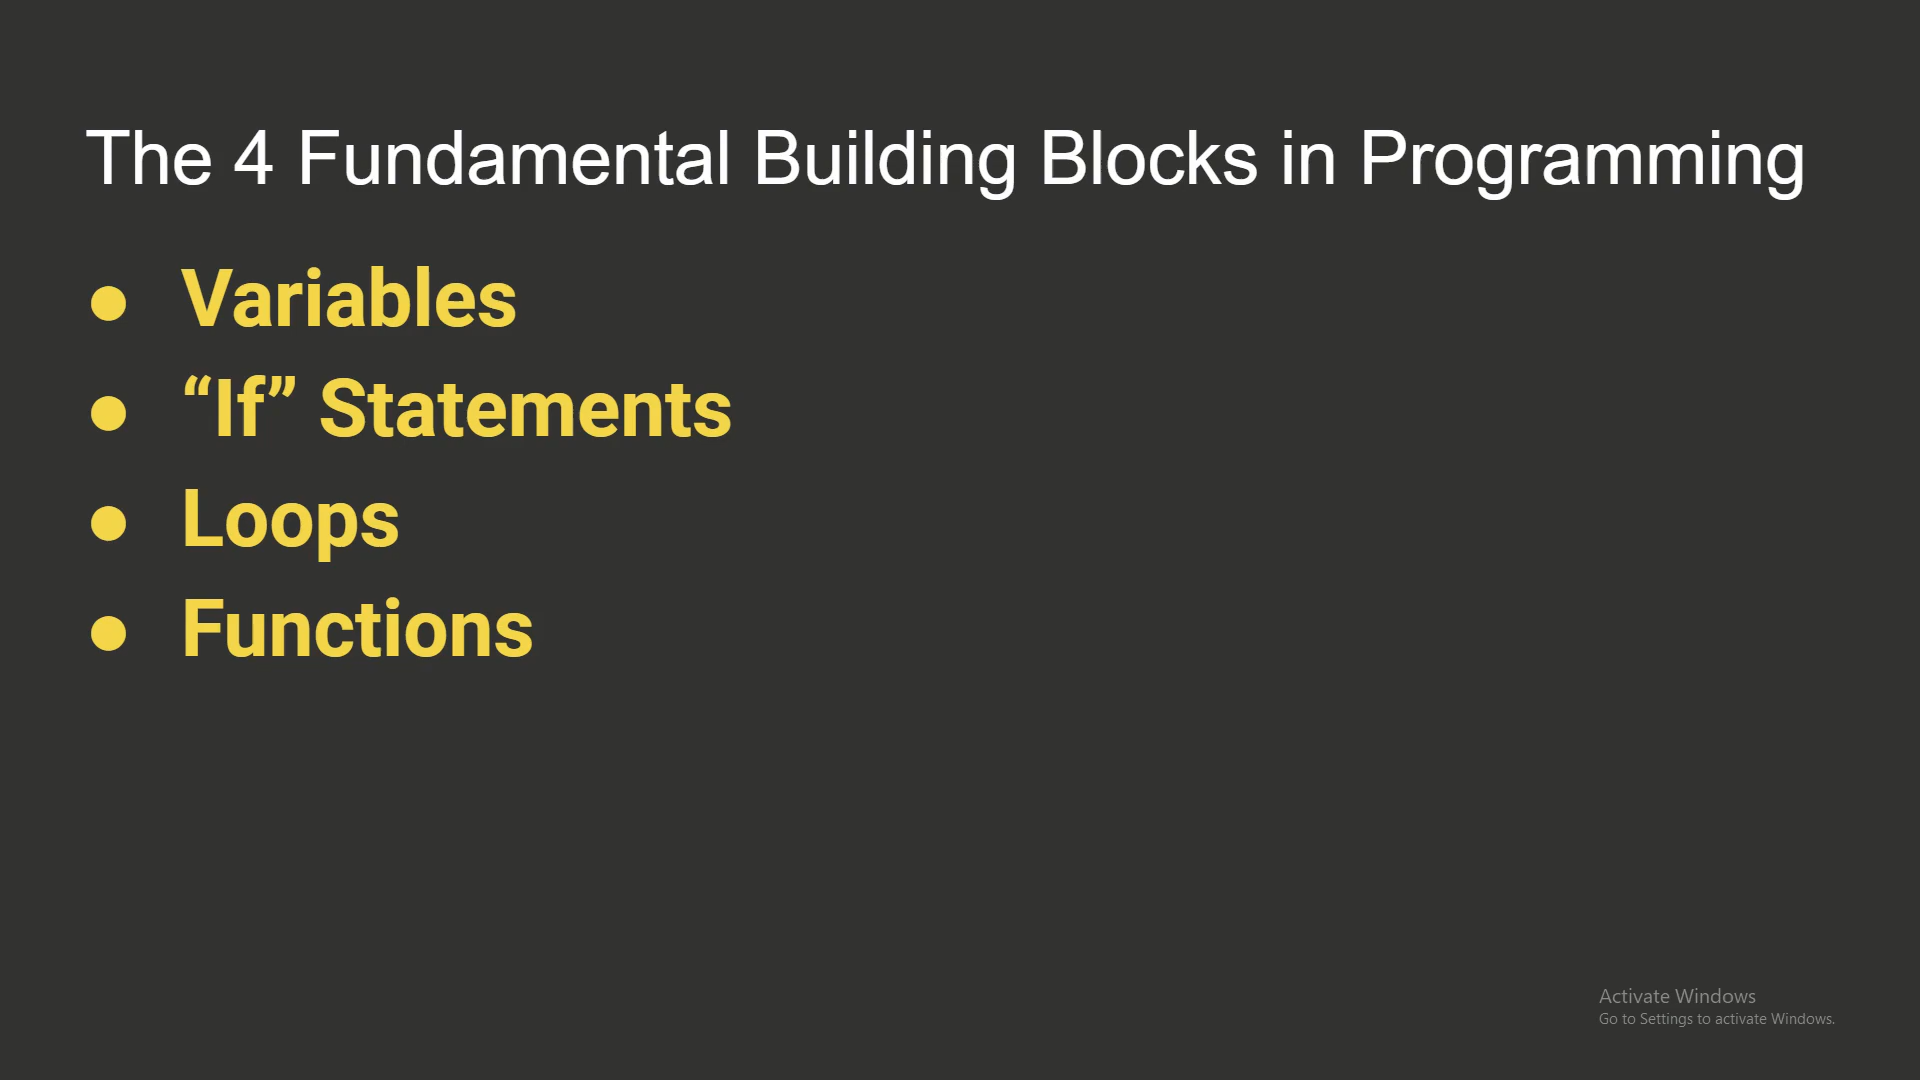 The 4 Fundamental Building Blocks in Programming
● Variables
● “If” Statements
● Loops
● Functions
Activate Windows
Go to Settings to activate Windows.